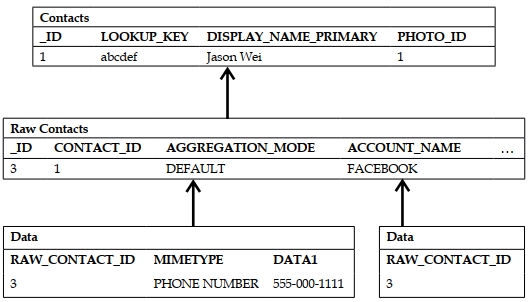 Contacts
_ID LOOKUP_KEY DISPLAY_NAME_PRIMARY PHOTO_ID
1 abcdef Jason Wei 1
Raw Contacts
_ID CONTACT_ID AGGREGATION_MODE ACCOUNT_NAME ...
3 1 DEFAULT FACEBOOK
Data
RAW_CONTACT_ID MIMETYPE DATA1
3 PHONE NUMBER 555-000-1111
Data
RAW_CONTACT_ID
3